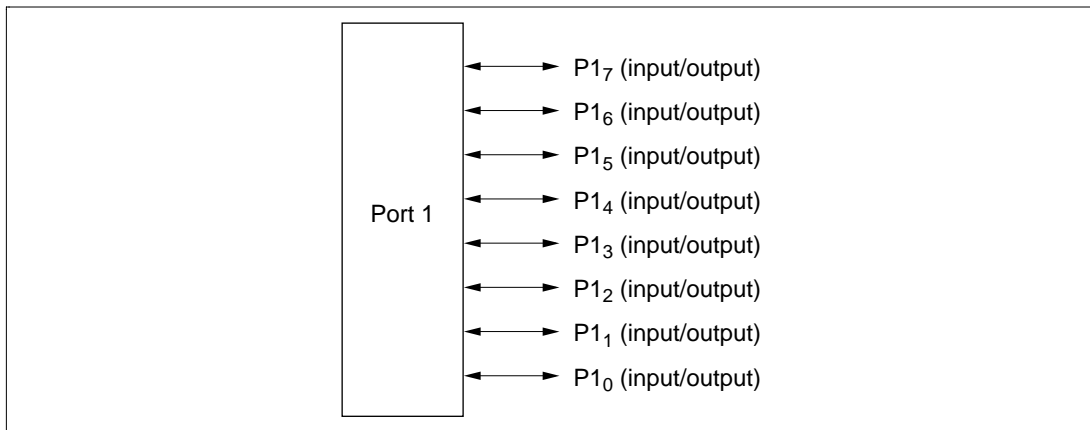 P1₇ (input/output)
P1₆ (input/output)
P1₅ (input/output)
P1₄ (input/output)
Port 1
P1₃ (input/output)
P1₂ (input/output)
P1₁ (input/output)
P1₀ (input/output)